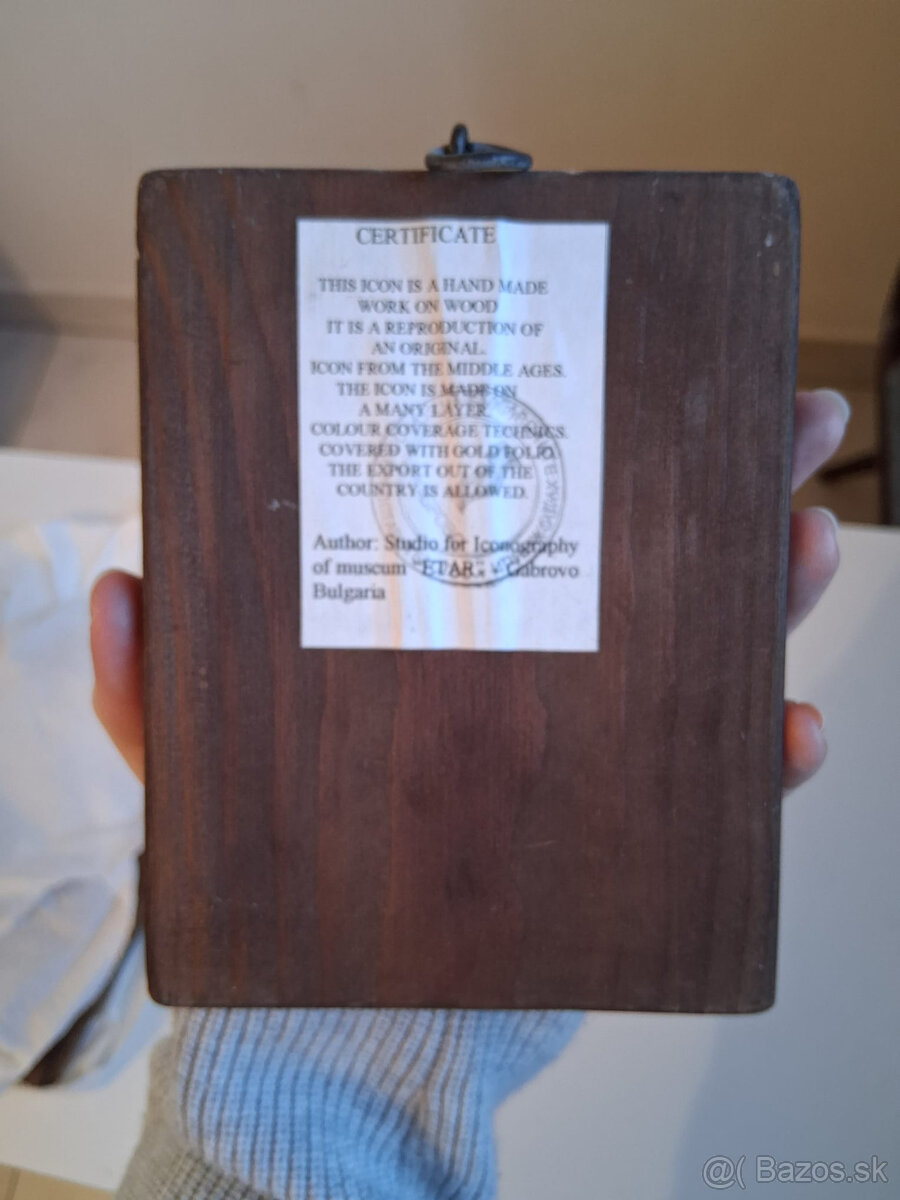 CERTIFICATE
THIS ICON IS A HAND MADE
WORK ON WOOD
IT IS A REPRODUCTION OF
AN ORIGINAL.
ICON FROM THE MIDDLE AGES.
THE ICON IS MADE ON
A MANY LAYER
COLOUR COVERAGE TECHNICS.
COVERED WITH GOLD FOLIO.
THE EXPORT OUT OF THE
COUNTRY IS ALLOWED.
Author: Studio for Iconography
of museum "ETAR" - Gabrovo
Bulgaria
@( Bazos.sk